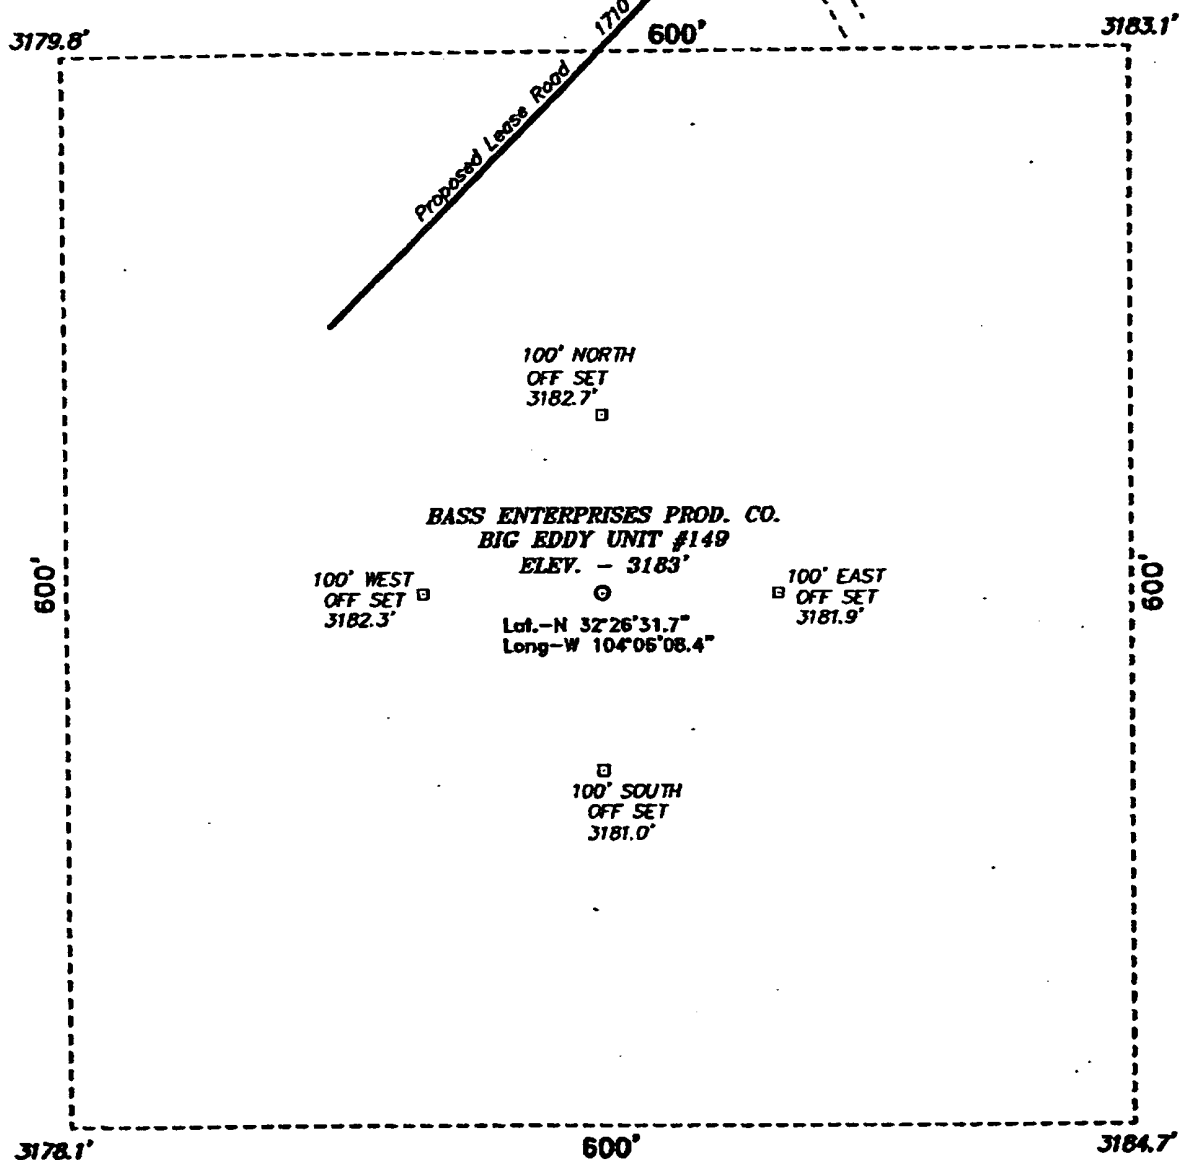 1710
600'
3179.8'
3183.1'
Proposed Lease Road
100' NORTH
OFF SET
3182.7'
BASS ENTERPRISES PROD. CO.
BIG EDDY UNIT #149
ELEV. - 3183'
Lat.-N 32°26'31.7"
Long-W 104°06'08.4"
100' WEST
OFF SET
3182.3'
100' EAST
OFF SET
3181.9'
600'
600'
100' SOUTH
OFF SET
3181.0'
3178.1'
600'
3184.7'